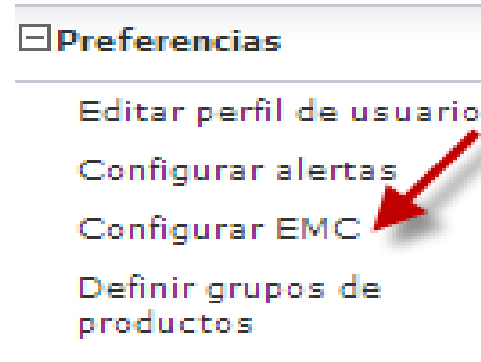 Preferencias
Editar perfil de usuario
Configurar alertas
Configurar EMC
Definir grupos de
productos